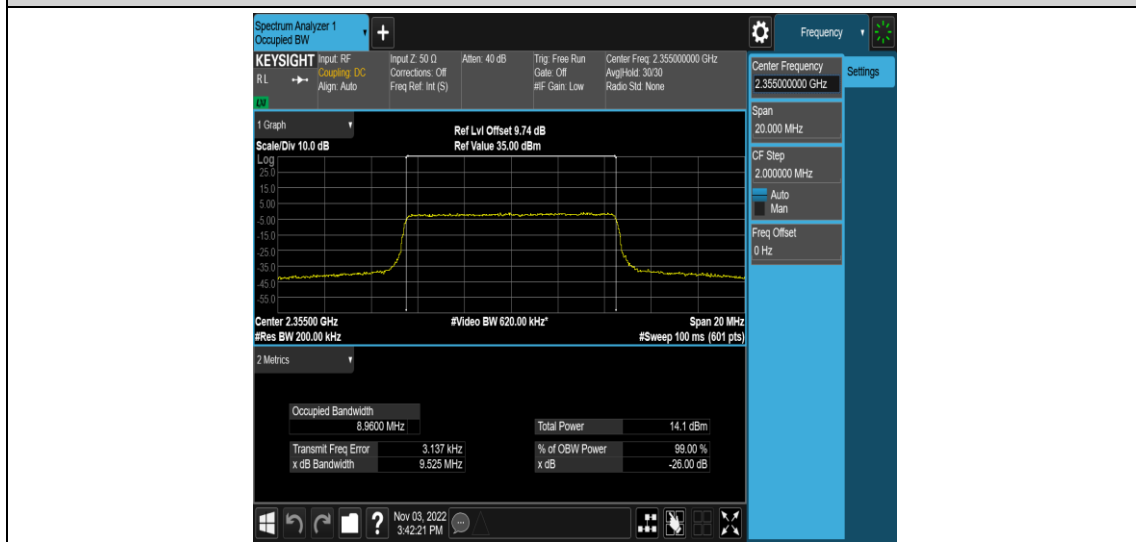 Spectrum Analyzer 1
Occupied BW
Frequency
KEYSIGHT
RL
LXI
Input: RF
Coupling: DC
Align: Auto
Input Z: 50 Ω
Corrections: Off
Freq Ref: Int (S)
Atten: 40 dB
Trig: Free Run
Gate: Off
#IF Gain: Low
Center Freq: 2.355000000 GHz
Avg|Hold: 30/30
Radio Std: None
Center Frequency
2.355000000 GHz
Settings
Span
20.000 MHz
CF Step
2.000000 MHz
Auto
Man
Freq Offset
0 Hz
1 Graph
Scale/Div 10.0 dB
Ref Lvl Offset 9.74 dB
Ref Value 35.00 dBm
Log
25.0
15.0
5.00
-5.00
-15.0
-25.0
-35.0
-45.0
-55.0
Center 2.35500 GHz
#Video BW 620.00 kHz*
Span 20 MHz
#Res BW 200.00 kHz
#Sweep 100 ms (601 pts)
2 Metrics
Occupied Bandwidth
8.9600 MHz
Total Power 14.1 dBm
Transmit Freq Error 3.137 kHz
% of OBW Power 99.00 %
x dB Bandwidth 9.525 MHz
x dB -26.00 dB
?
Nov 03, 2022
3:42:21 PM